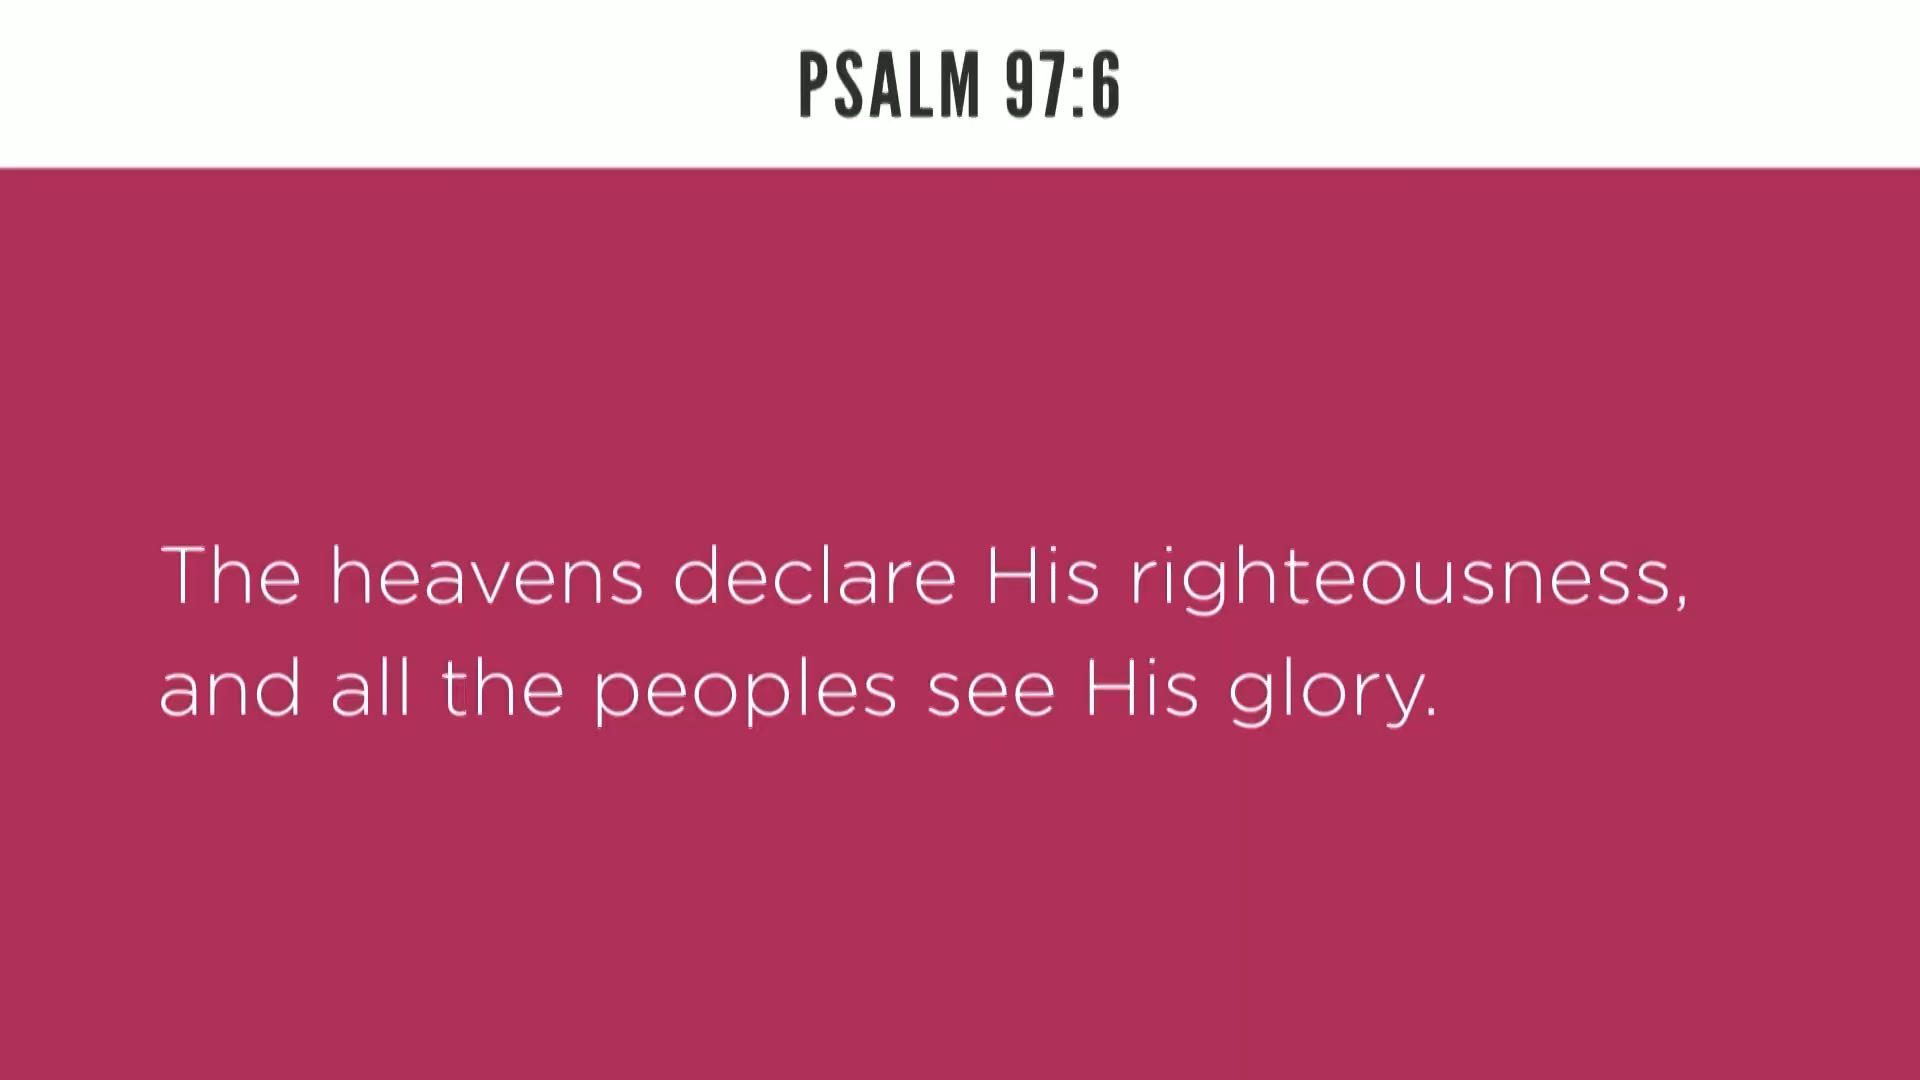 PSALM 97:6
The heavens declare His righteousness,
and all the peoples see His glory.